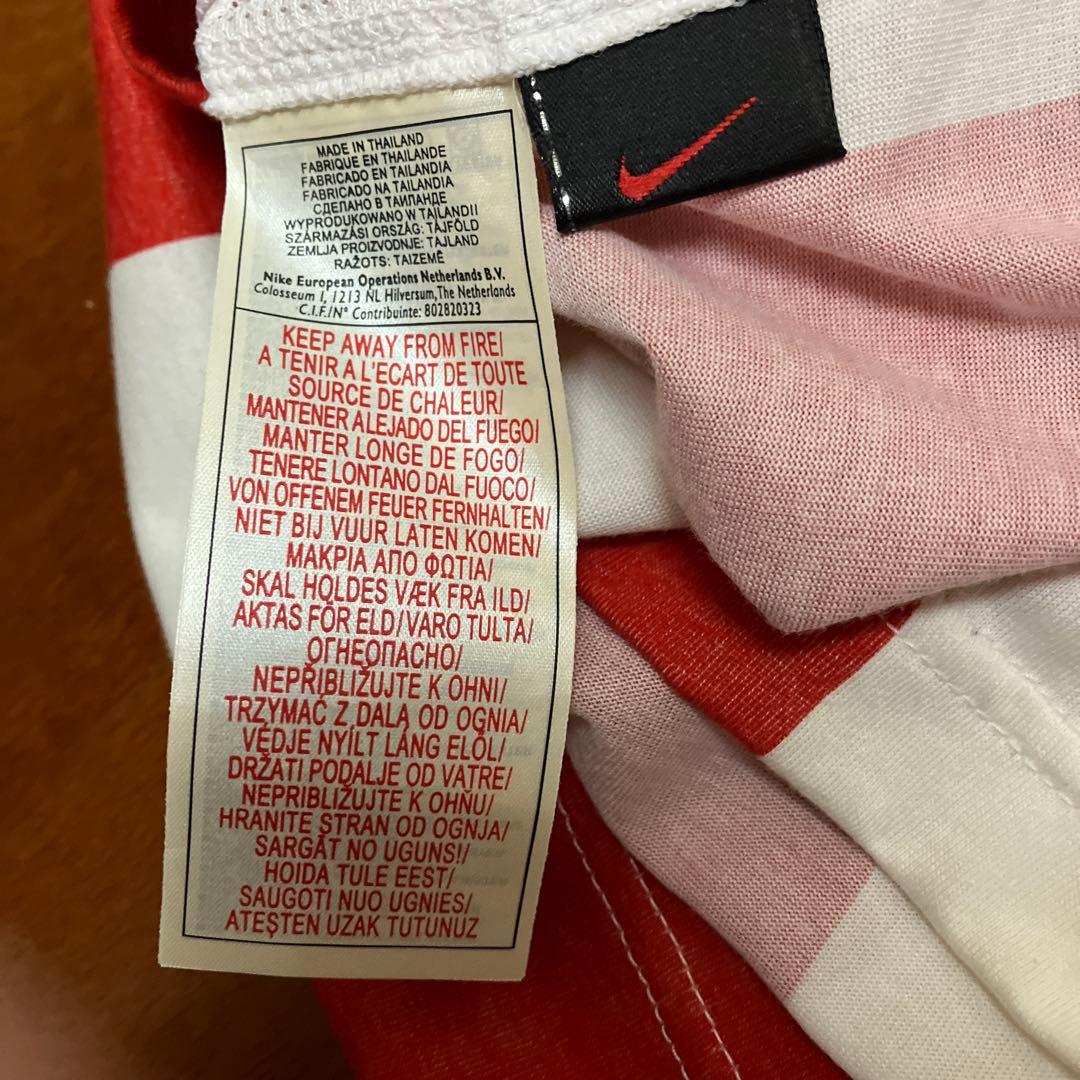 MADE IN THAILAND
FABRIQUE EN THAILANDE
FABRICADO EN TAILANDIA
FABRICADO NA TAILANDIA
СДЕЛАНО В ТАИЛАНДЕ
WYPRODUKOWANO W TAJLANDII
SZÁRMAZÁSI ORSZÁG: TÁJFÖLD
ZEMLJA PROIZVODNJE: TAJLAND
RAŽOTS: TAIZEMĒ
Nike European Operations Netherlands B.V.
Colosseum 1, 1213 NL Hilversum, The Netherlands
C.I.F./N° Contribuinte: 802820323
KEEP AWAY FROM FIRE/
A TENIR A L'ECART DE TOUTE
SOURCE DE CHALEUR/
MANTENER ALEJADO DEL FUEGO/
MANTER LONGE DE FOGO/
TENERE LONTANO DAL FUOCO/
VON OFFENEM FEUER FERNHALTEN/
NIET BIJ VUUR LATEN KOMEN/
ΜΑΚΡΙΑ ΑΠΟ ΦΩΤΙΑ/
SKAL HOLDES VÆK FRA ILD/
AKTAS FÖR ELD/VARO TULTA/
ОГНЕОПАСНО/
NEPŘIBLIŽUJTE K OHNI/
TRZYMAĆ Z DALA OD OGNIA/
VÉDJE NYÍLT LÁNG ELŐL/
DRŽATI PODALJE OD VATRE/
NEPRIBLIŽUJTE K OHŇU/
HRANITE STRAN OD OGNJA/
SARGĀT NO UGUNS!/
HOIDA TULE EEST/
SAUGOTI NUO UGNIES/
ATEŞTEN UZAK TUTUNUZ